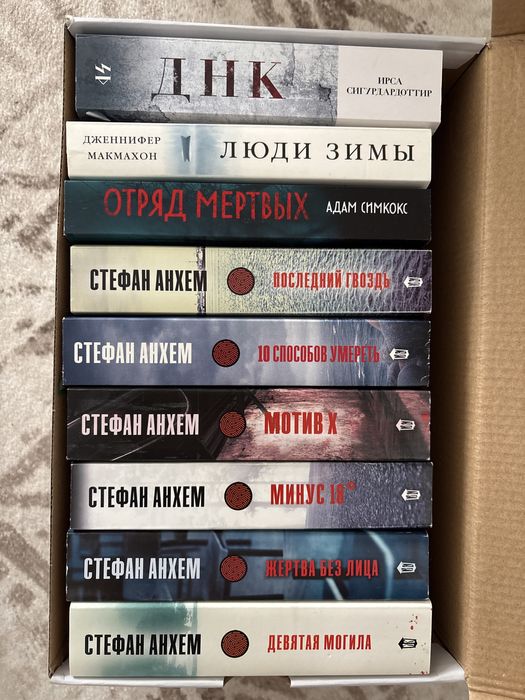 ДНК
ИРСА
СИГУРДАРДОТТИР
ДЖЕННИФЕР
МАКМАХОН
ЛЮДИ ЗИМЫ
ОТРЯД МЕРТВЫХ
АДАМ СИМКОКС
СТЕФАН АНХЕМ
ПОСЛЕДНИЙ ГВОЗДЬ
СТЕФАН АНХЕМ
10 СПОСОБОВ УМЕРЕТЬ
СТЕФАН АНХЕМ
МОТИВ Х
СТЕФАН АНХЕМ
МИНУС 18°
СТЕФАН АНХЕМ
ЖЕРТВА БЕЗ ЛИЦА
СТЕФАН АНХЕМ
ДЕВЯТАЯ МОГИЛА